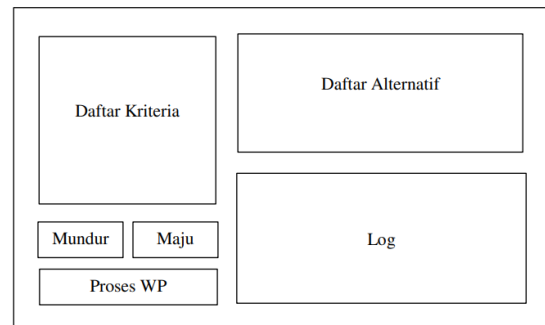 Daftar Kriteria
Daftar Alternatif
Mundur
Maju
Log
Proses WP